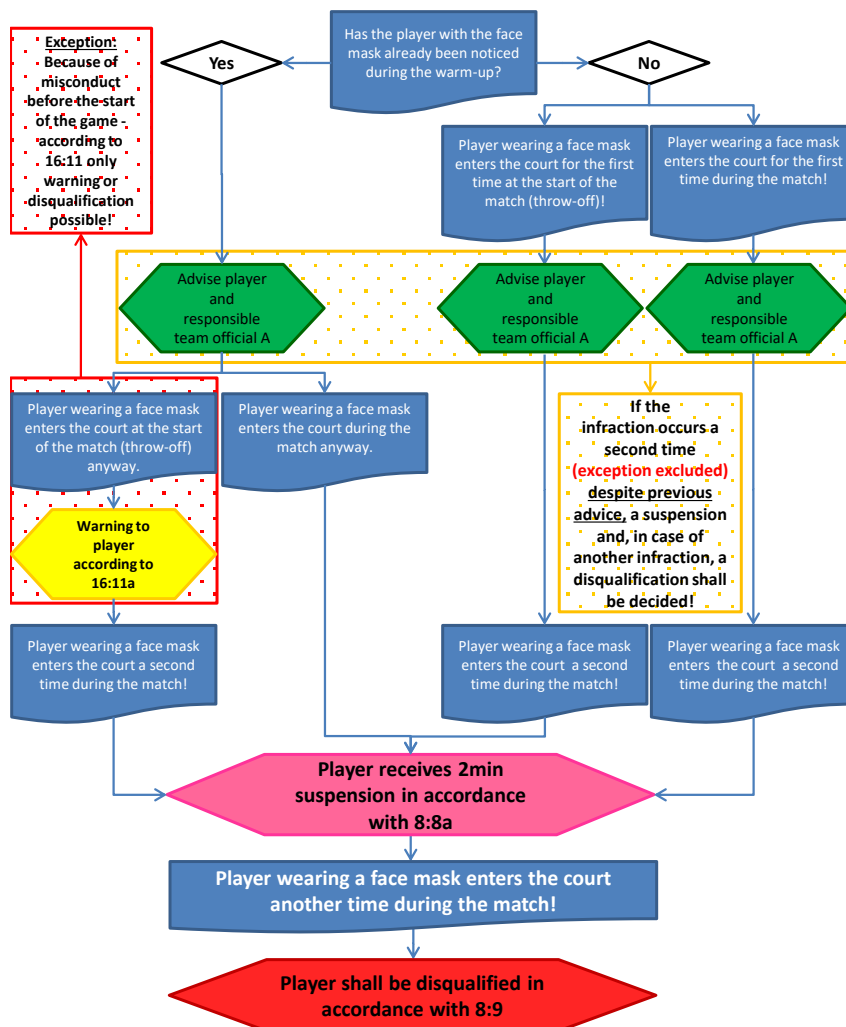 Exception:
Because of
misconduct
before the start
of the game -
according to
16:11 only
warning or
disqualification
possible!
Yes
Has the player with the face
mask already been noticed
during the warm-up?
No
Player wearing a face mask
enters the court for the first
time at the start of the
match (throw-off)!
Player wearing a face mask
enters the court for the first
time during the match!
Advise player
and
responsible
team official A
Advise player
and
responsible
team official A
Advise player
and
responsible
team official A
Player wearing a face mask
enters the court at the start
of the match (throw-off)
anyway.
Player wearing a face mask
enters the court during the
match anyway.
If the
infraction occurs a
second time
(exception excluded)
despite previous
advice, a suspension
and, in case of
another infraction, a
disqualification shall
be decided!
Warning to
player
according to
16:11a
Player wearing a face mask
enters the court a second
time during the match!
Player wearing a face mask
enters the court  a second
time during the match!
Player wearing a face mask
enters  the court  a second
time during the match!
Player receives 2min
suspension in accordance
with 8:8a
Player wearing a face mask enters the court
another time during the match!
Player shall be disqualified in
accordance with 8:9